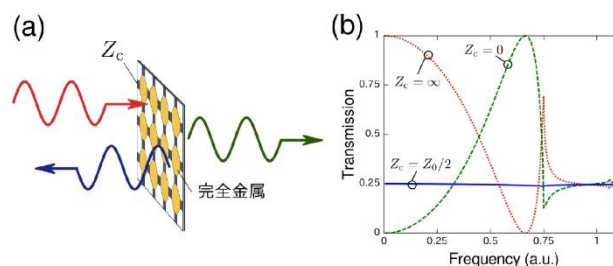 (a)
Z_c
完全金属
(b)
Transmission
1
0.75
0.5
0.25
0
Z_c = 0
Z_c = ∞
Z_c = Z_0/2
0 0.25 0.5 0.75 1
Frequency (a.u.)